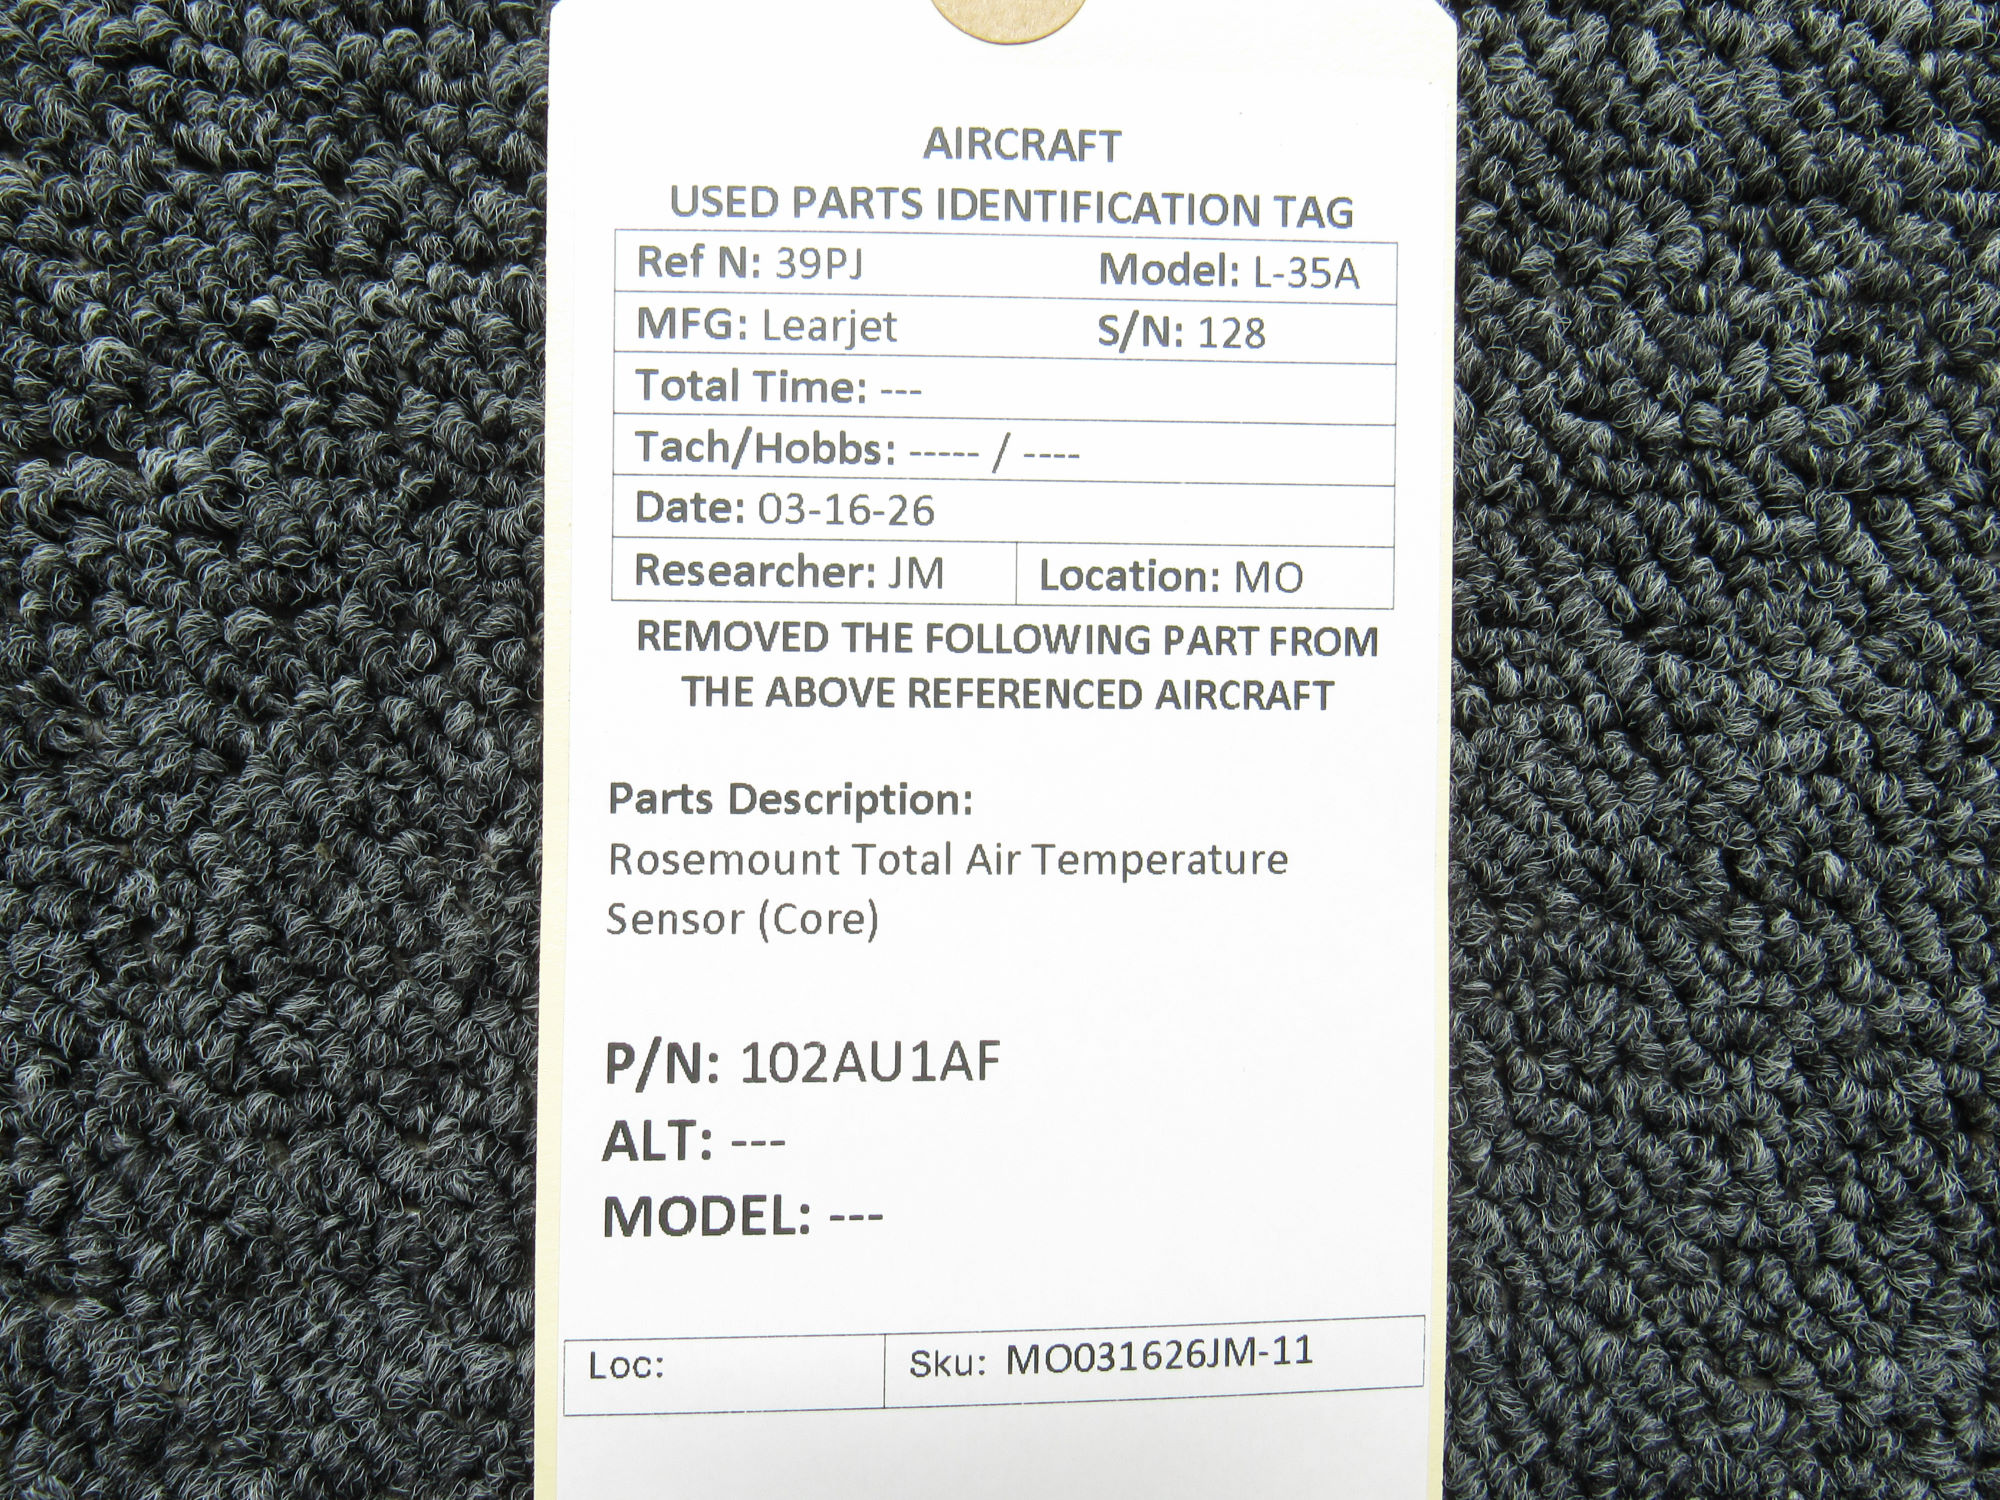 AIRCRAFT
USED PARTS IDENTIFICATION TAG
Ref N: 39PJ Model: L-35A
MFG: Learjet S/N: 128
Total Time: ---
Tach/Hobbs: ----- / ----
Date: 03-16-26
Researcher: JM Location: MO
REMOVED THE FOLLOWING PART FROM
THE ABOVE REFERENCED AIRCRAFT
Parts Description:
Rosemount Total Air Temperature
Sensor (Core)
P/N: 102AU1AF
ALT: ---
MODEL: ---
Loc: Sku: MO031626JM-11